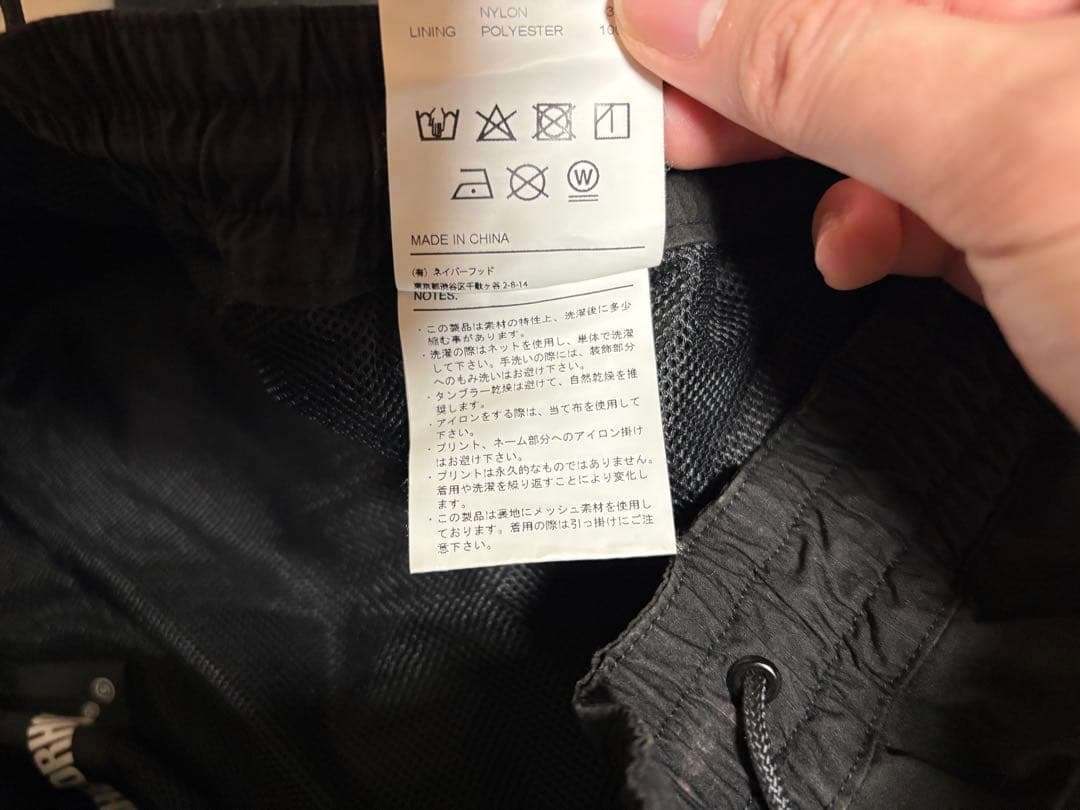 NYLON 3
LINING POLYESTER 10
W
MADE IN CHINA
(有) ネイバーフッド
東京都渋谷区千駄ヶ谷 2-8-14
NOTES.
・この製品は素材の特性上、洗濯後に多少
縮む事があります。
・洗濯の際はネットを使用し、単体で洗濯
して下さい。手洗いの際には、装飾部分
へのもみ洗いはお避け下さい。
・タンブラー乾燥は避けて、自然乾燥を推
奨します。
・アイロンをする際は、当て布を使用して
下さい。
・プリント、ネーム部分へのアイロン掛け
はお避け下さい。
・プリントは永久的なものではありません。
着用や洗濯を繰り返すことにより変化し
ます。
・この製品は裏地にメッシュ素材を使用し
ております。着用の際は引っ掛けにご注
意下さい。